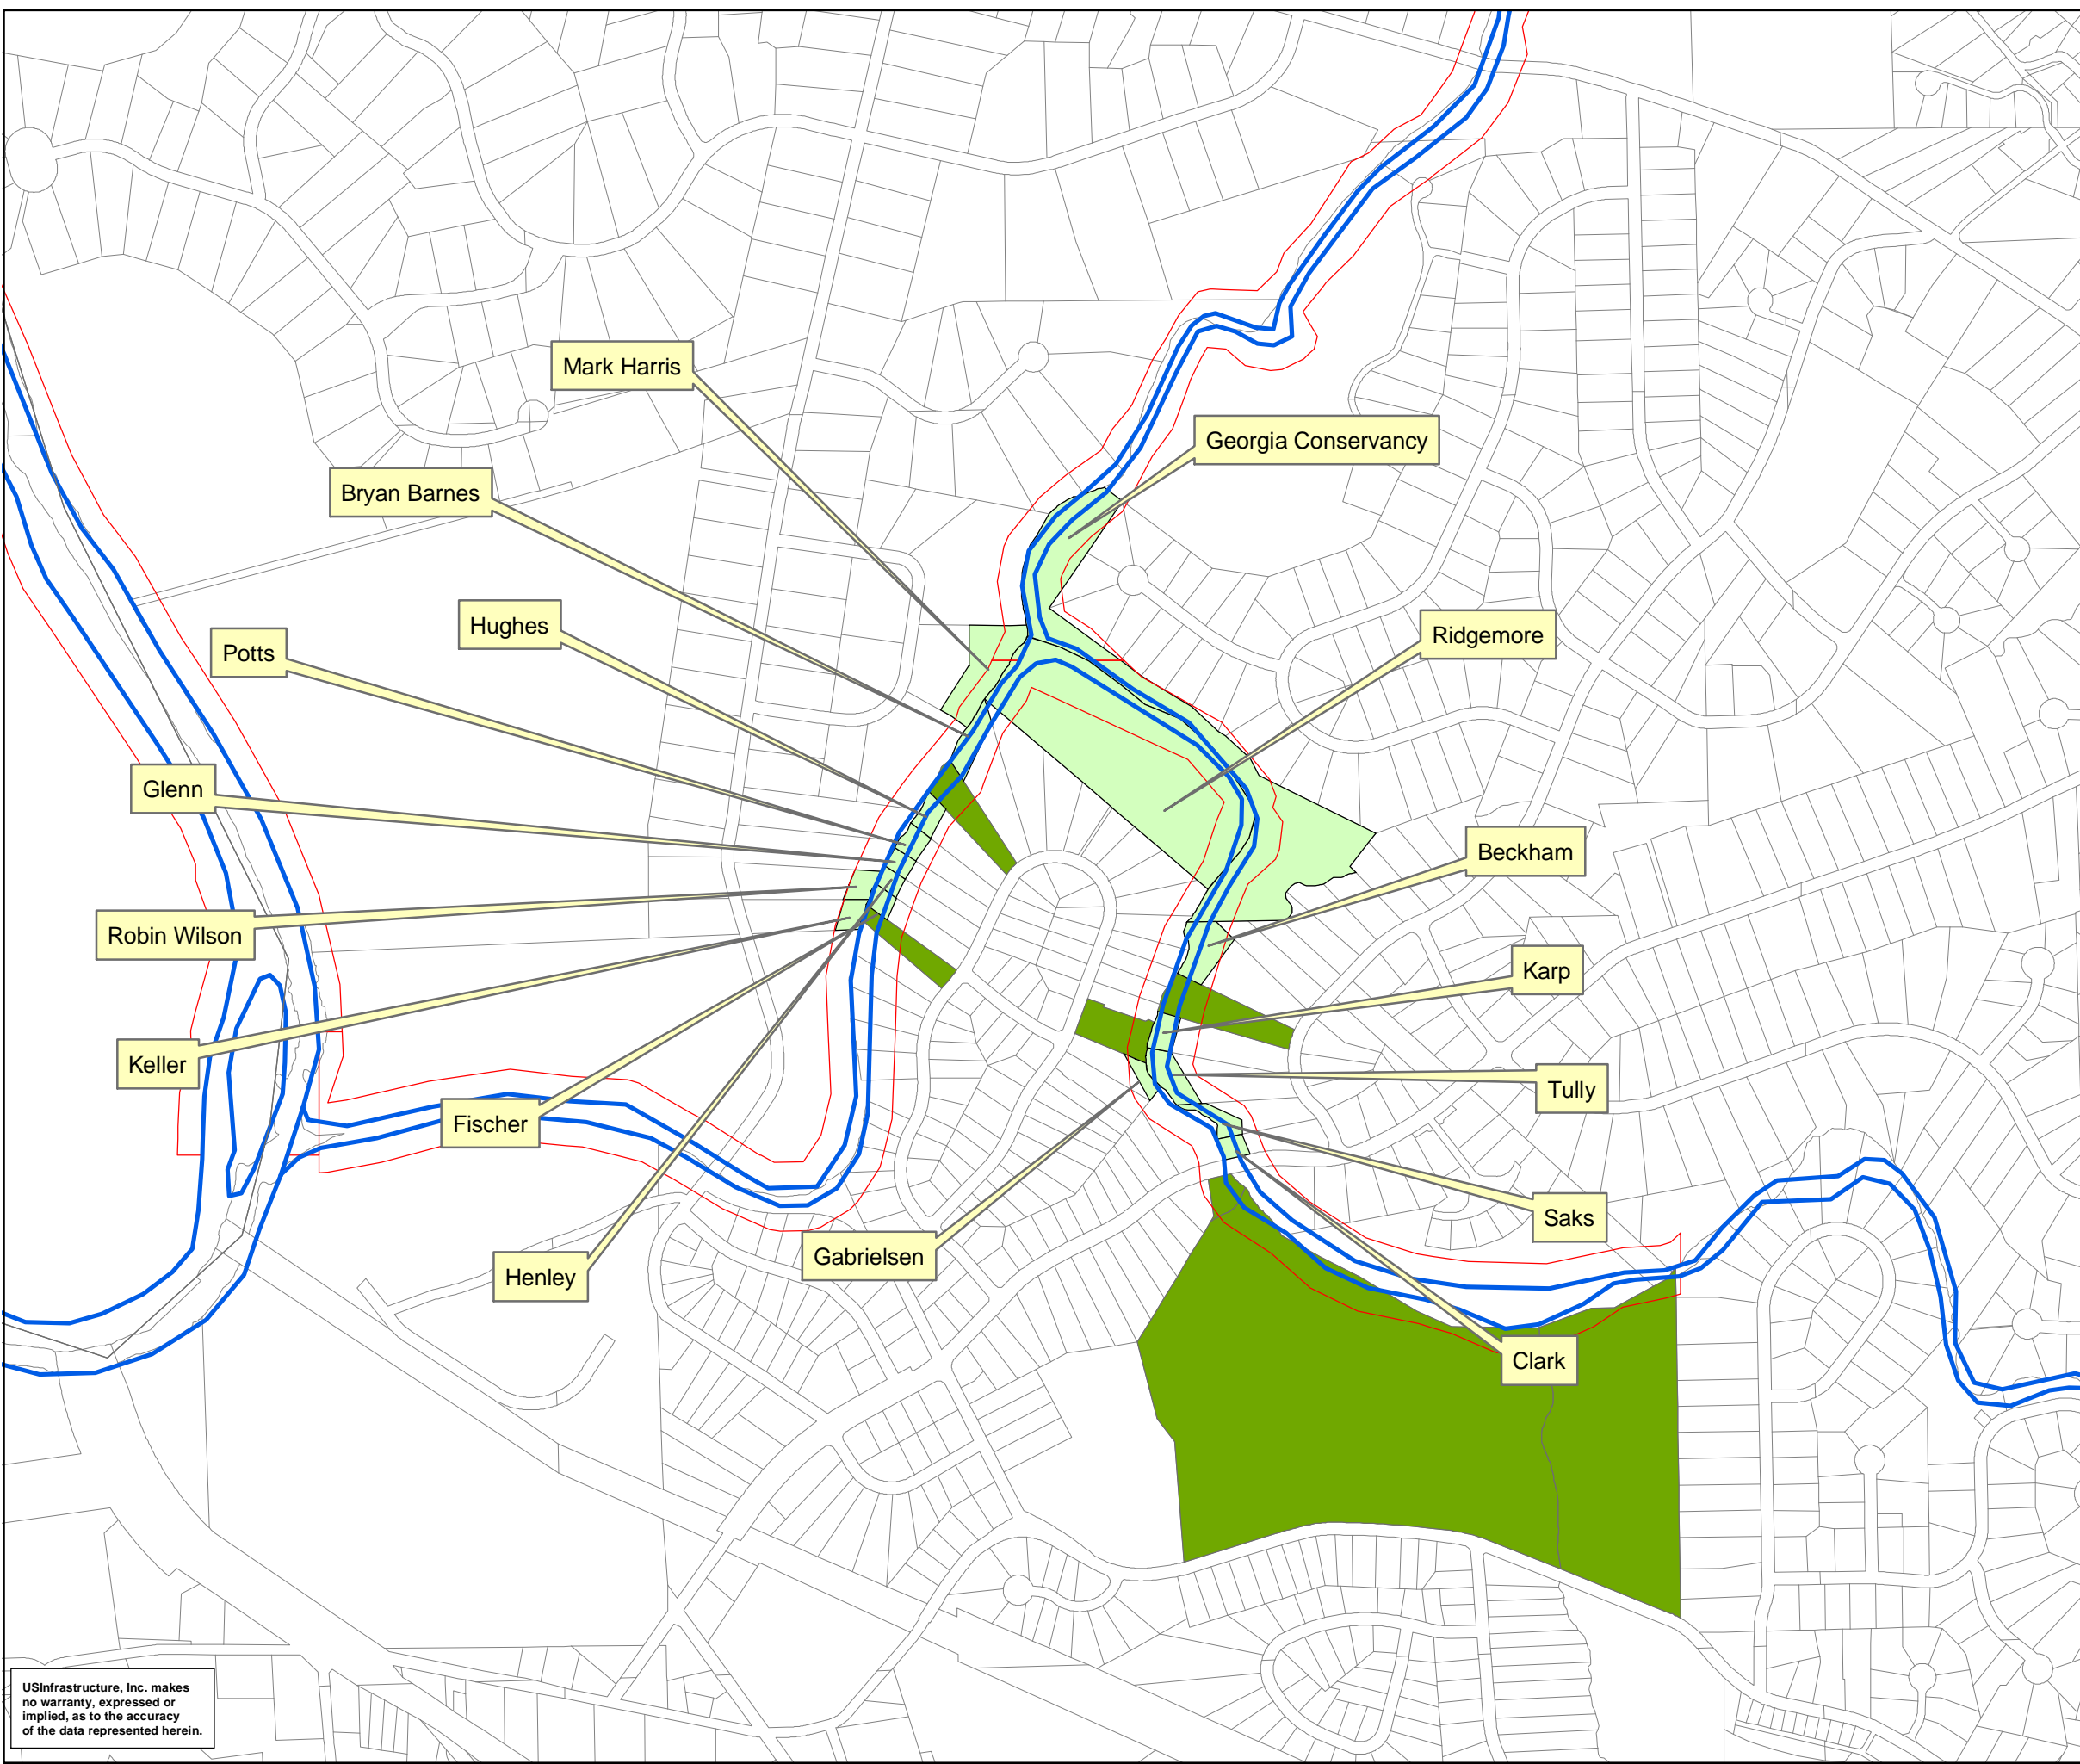 Mark Harris
Georgia Conservancy
Bryan Barnes
Hughes
Ridgemore
Potts
Glenn
Beckham
Robin Wilson
Karp
Keller
Tully
Fischer
Saks
Gabrielsen
Henley
Clark
USInfrastructure, Inc. makes
no warranty, expressed or
implied, as to the accuracy
of the data represented herein.